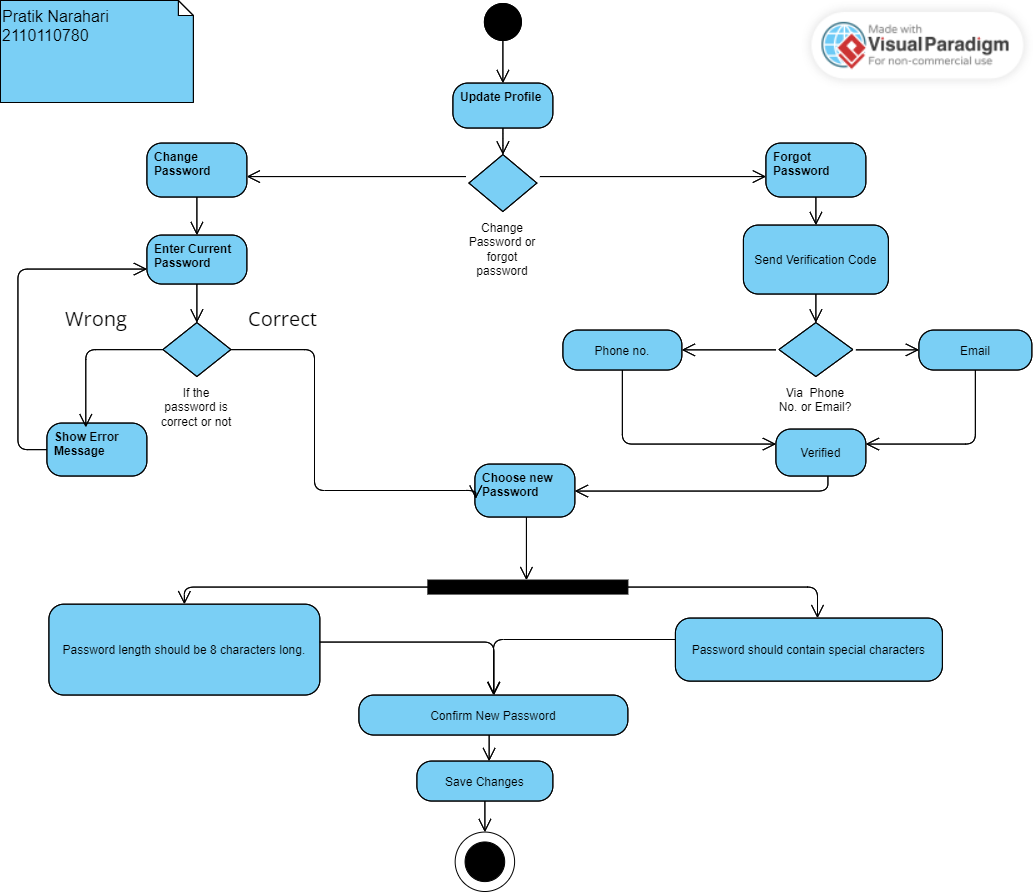 Pratik Narahari
2110110780
Made with
Visual Paradigm
For non-commercial use
Update Profile
Change
Password
Forgot
Password
Change
Password or
forgot
password
Enter Current
Password
Send Verification Code
Wrong
Correct
Phone no.
Email
If the
password is
correct or not
Via Phone
No. or Email?
Show Error
Message
Verified
Choose new
Password
Password length should be 8 characters long.
Password should contain special characters
Confirm New Password
Save Changes